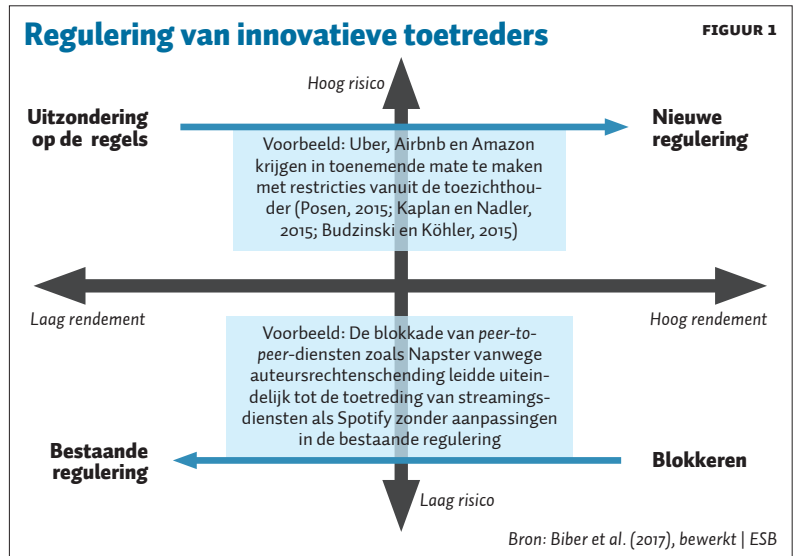 Regulering van innovatieve toetreders
FIGUUR 1
Hoog risico
Uitzondering
op de regels
Nieuwe
regulering
Voorbeeld: Uber, Airbnb en Amazon
krijgen in toenemende mate te maken
met restricties vanuit de toezichthou-
der (Posen, 2015; Kaplan en Nadler,
2015; Budzinski en Köhler, 2015)
Laag rendement
Hoog rendement
Voorbeeld: De blokkade van peer-to-
peer-diensten zoals Napster vanwege
auteursrechtenschending leidde uitein-
delijk tot de toetreding van streamings-
diensten als Spotify zonder aanpassingen
in de bestaande regulering
Bestaande
regulering
Blokkeren
Laag risico
Bron: Biber et al. (2017), bewerkt | ESB